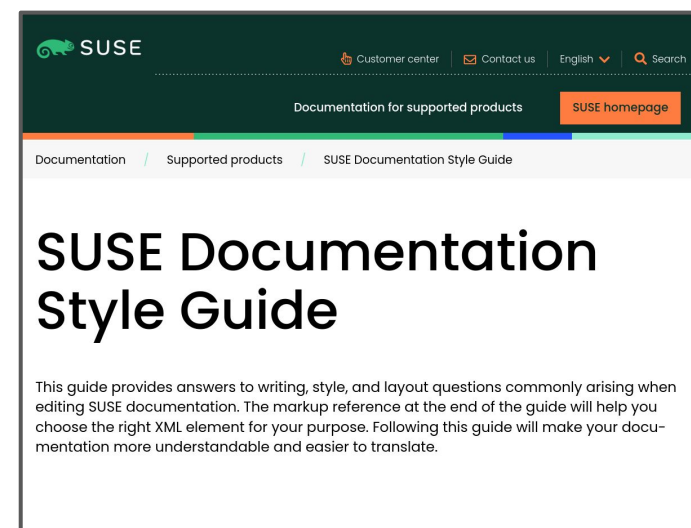 SUSE
Customer center
Contact us
English
Search
Documentation for supported products
SUSE homepage
Documentation / Supported products / SUSE Documentation Style Guide
SUSE Documentation
Style Guide
This guide provides answers to writing, style, and layout questions commonly arising when
editing SUSE documentation. The markup reference at the end of the guide will help you
choose the right XML element for your purpose. Following this guide will make your docu-
mentation more understandable and easier to translate.